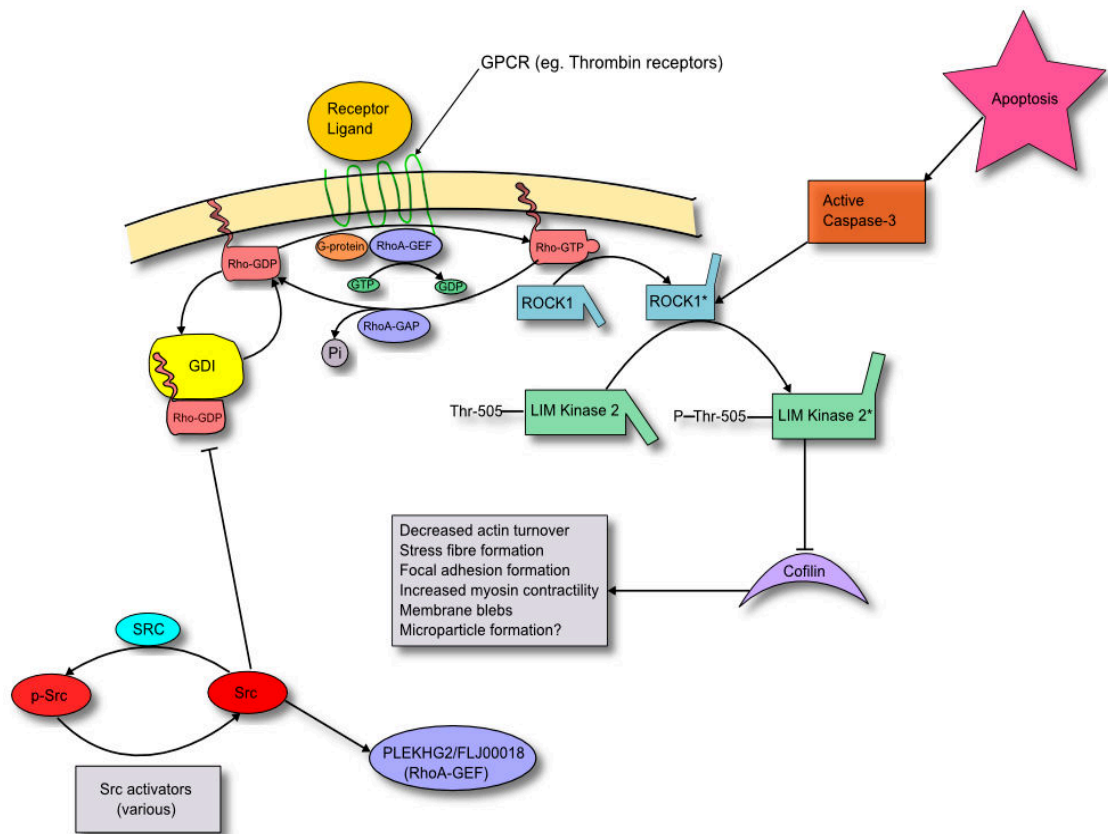 GPCR (eg. Thrombin receptors)
Receptor
Ligand
Apoptosis
Active
Caspase-3
Rho-GDP
G-protein
RhoA-GEF
Rho-GTP
GTP
GDP
ROCK1
ROCK1*
RhoA-GAP
Pi
GDI
Rho-GDP
Thr-505
LIM Kinase 2
P
Thr-505
LIM Kinase 2*
Decreased actin turnover
Stress fibre formation
Focal adhesion formation
Increased myosin contractility
Membrane blebs
Microparticle formation?
Cofilin
SRC
p-Src
Src
PLEKHG2/FLJ00018
(RhoA-GEF)
Src activators
(various)